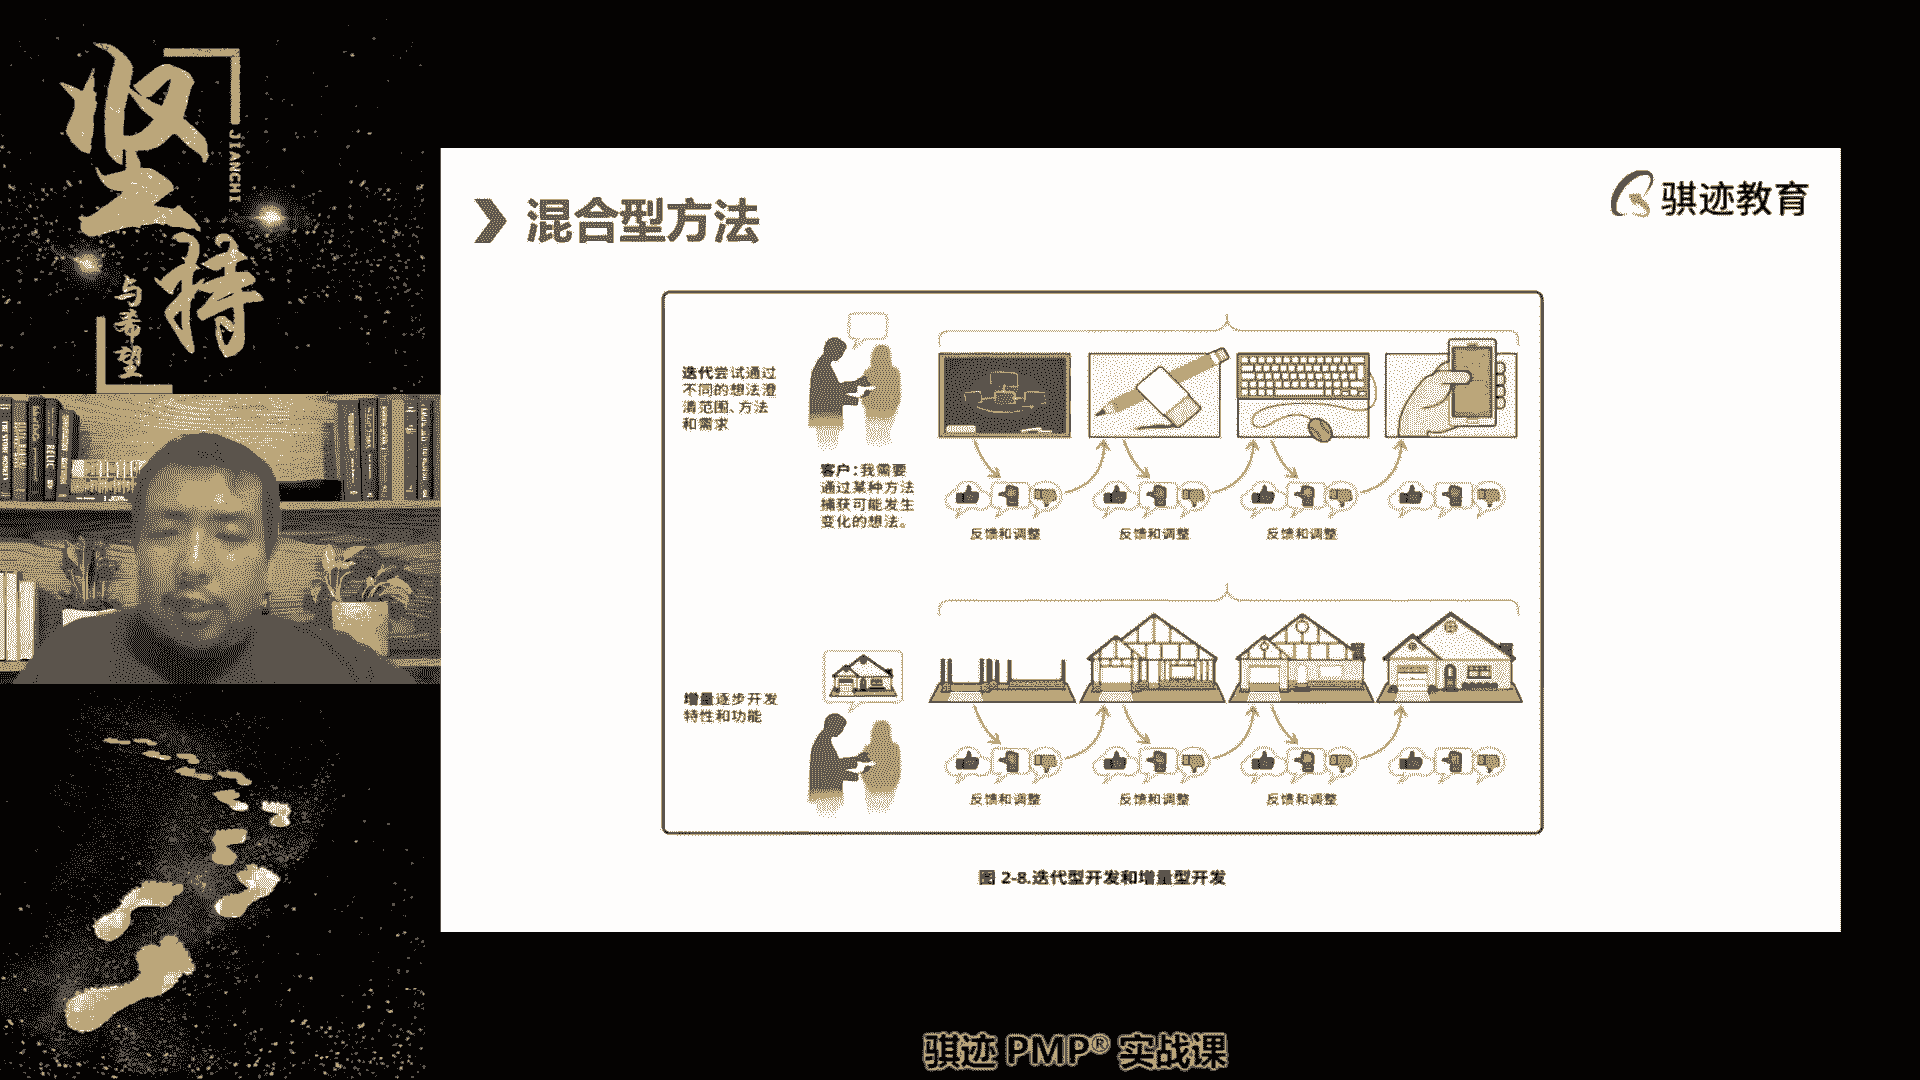 坚持
JIANCHI
与希望
骐迹教育
混合型方法
迭代尝试通过
不同的想法澄
清范围、方法
和需求
客户：我需要
通过某种方法
捕获可能发生
变化的想法。
反馈和调整
反馈和调整
反馈和调整
增量逐步开发
特性和功能
反馈和调整
反馈和调整
反馈和调整
图 2-8.迭代型开发和增量型开发
骐迹 PMP® 实战课